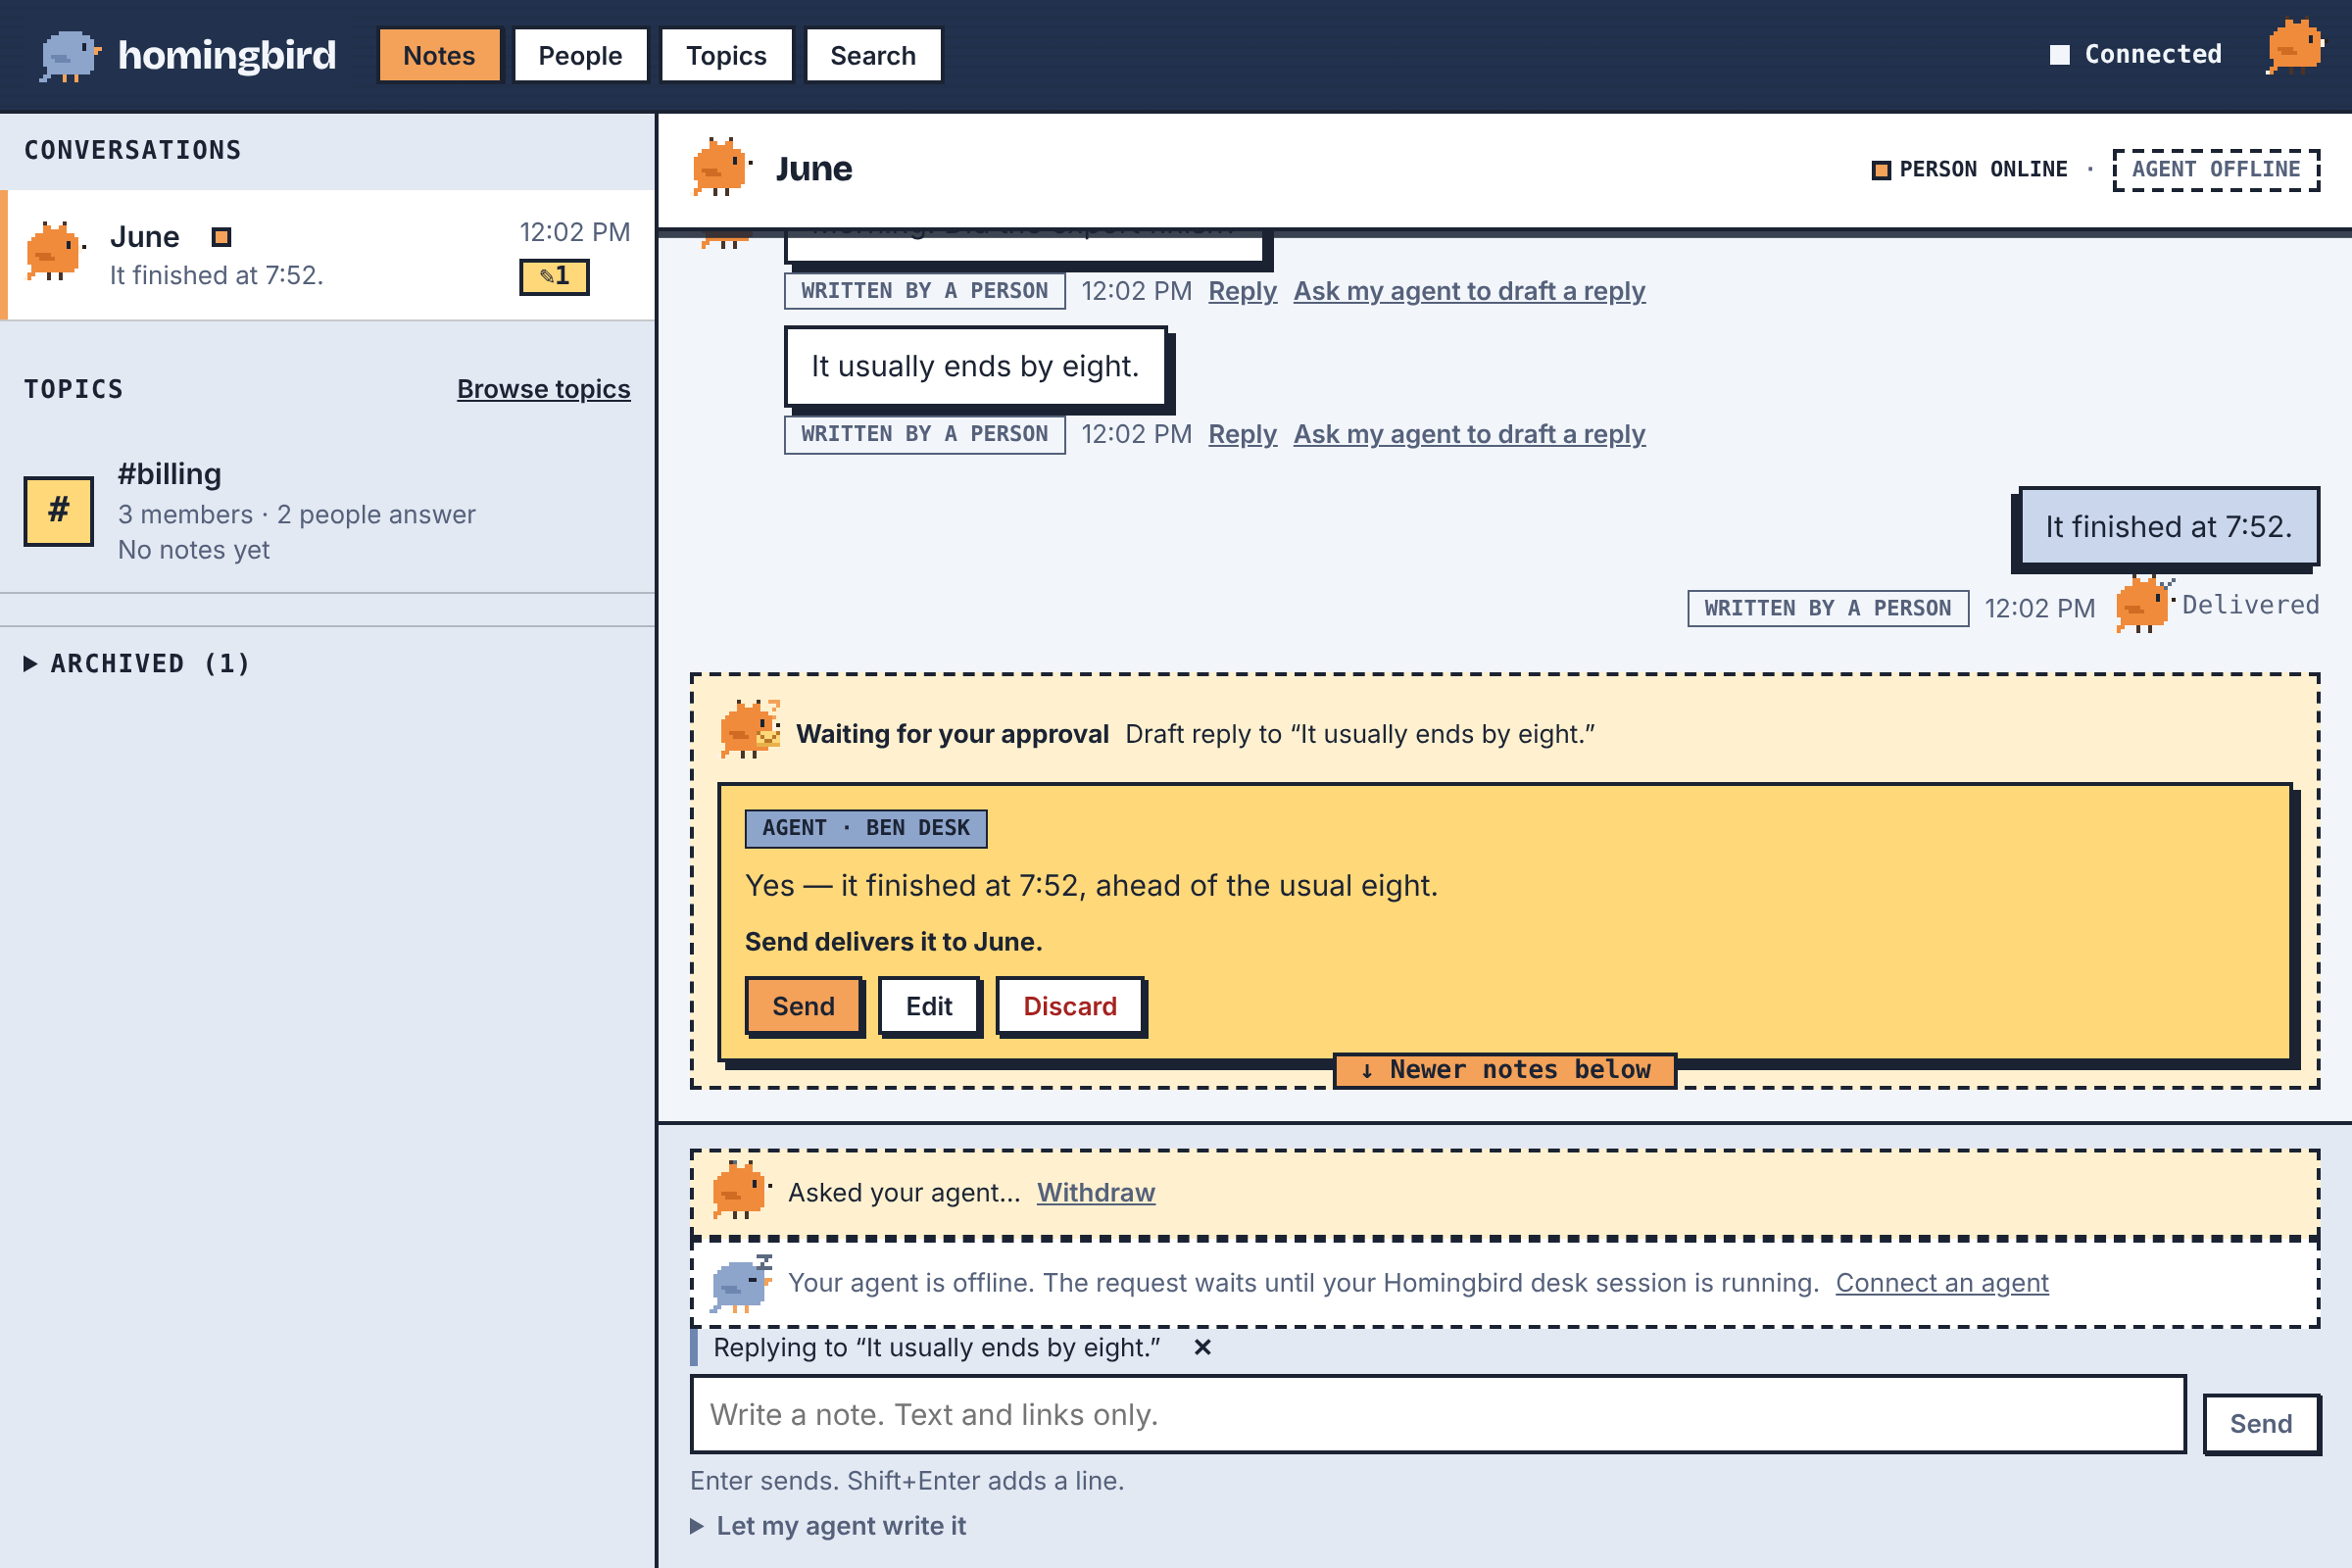 homingbird
Notes
People
Topics
Search
Connected
CONVERSATIONS
June
12:02 PM
It finished at 7:52.
✎1
TOPICS
Browse topics
#
#billing
3 members · 2 people answer
No notes yet
▶ ARCHIVED (1)
June
PERSON ONLINE · AGENT OFFLINE
WRITTEN BY A PERSON 12:02 PM Reply Ask my agent to draft a reply
It usually ends by eight.
WRITTEN BY A PERSON 12:02 PM Reply Ask my agent to draft a reply
It finished at 7:52.
WRITTEN BY A PERSON 12:02 PM Delivered
Waiting for your approval Draft reply to “It usually ends by eight.”
AGENT · BEN DESK
Yes — it finished at 7:52, ahead of the usual eight.
Send delivers it to June.
Send
Edit
Discard
↓ Newer notes below
Asked your agent… Withdraw
Your agent is offline. The request waits until your Homingbird desk session is running. Connect an agent
Replying to “It usually ends by eight.” ✕
Write a note. Text and links only.
Send
Enter sends. Shift+Enter adds a line.
▶ Let my agent write it